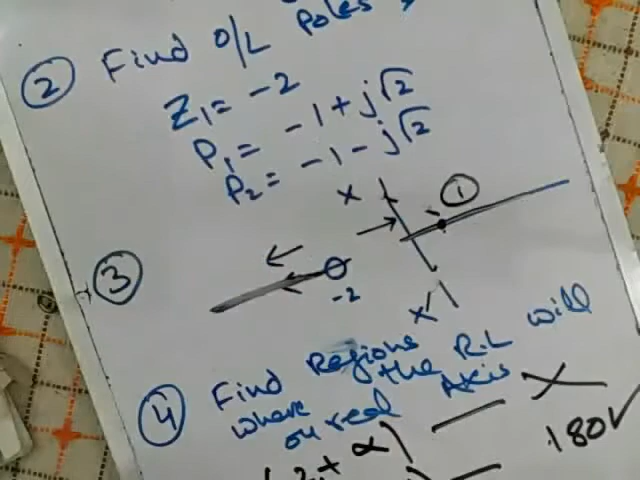 ② Find O/L Poles
Z₁ = -2
P₁ = -1 + j√2
P₂ = -1 - j√2
③
x
①
-2
x
④ Find Regions
where the R.L will
on real Axis
180